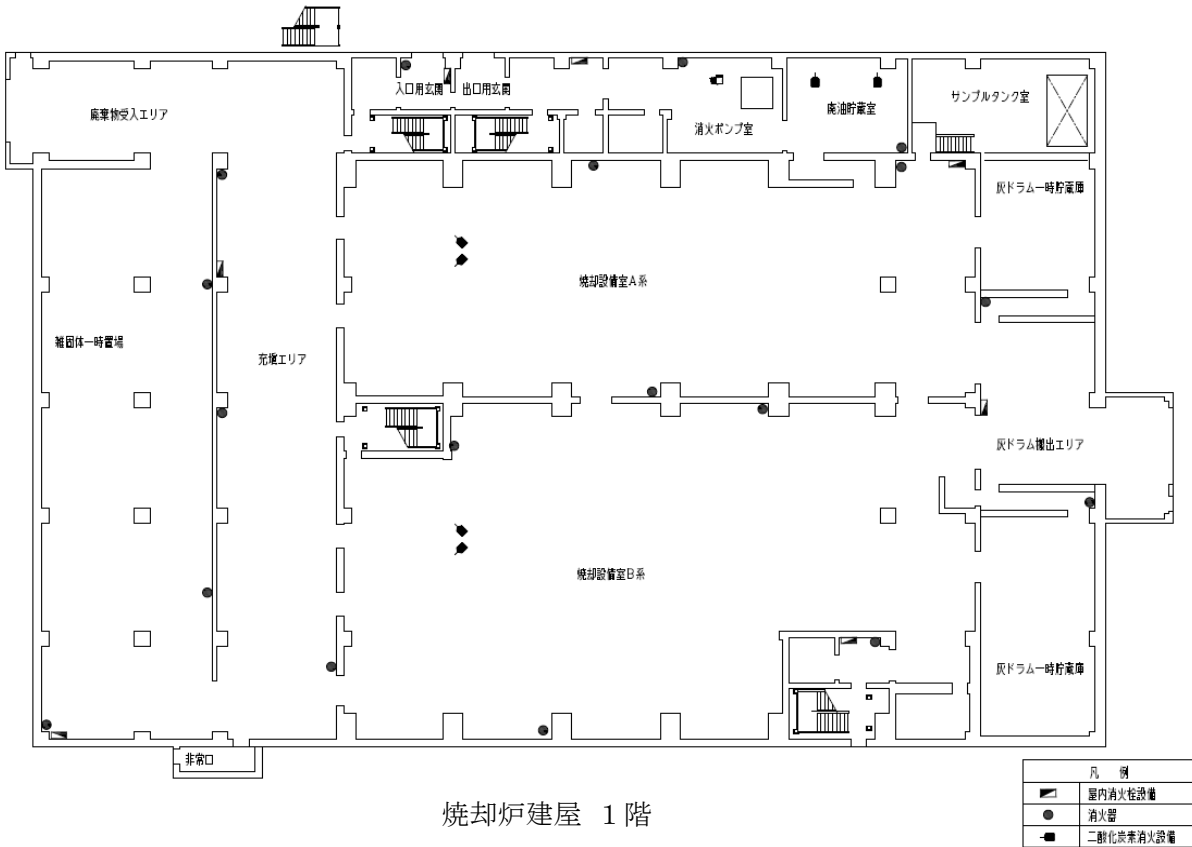 廃棄物受入エリア
入口用玄関
出口用玄関
消火ポンプ室
廃油貯蔵室
サンプルタンク室
灰ドラム一時貯蔵庫
焼却設備室A系
雑固体一時置場
充填エリア
灰ドラム搬出エリア
焼却設備室B系
灰ドラム一時貯蔵庫
非常口
焼却炉建屋 1階
凡 例
屋内消火栓設備
消火器
二酸化炭素消火設備